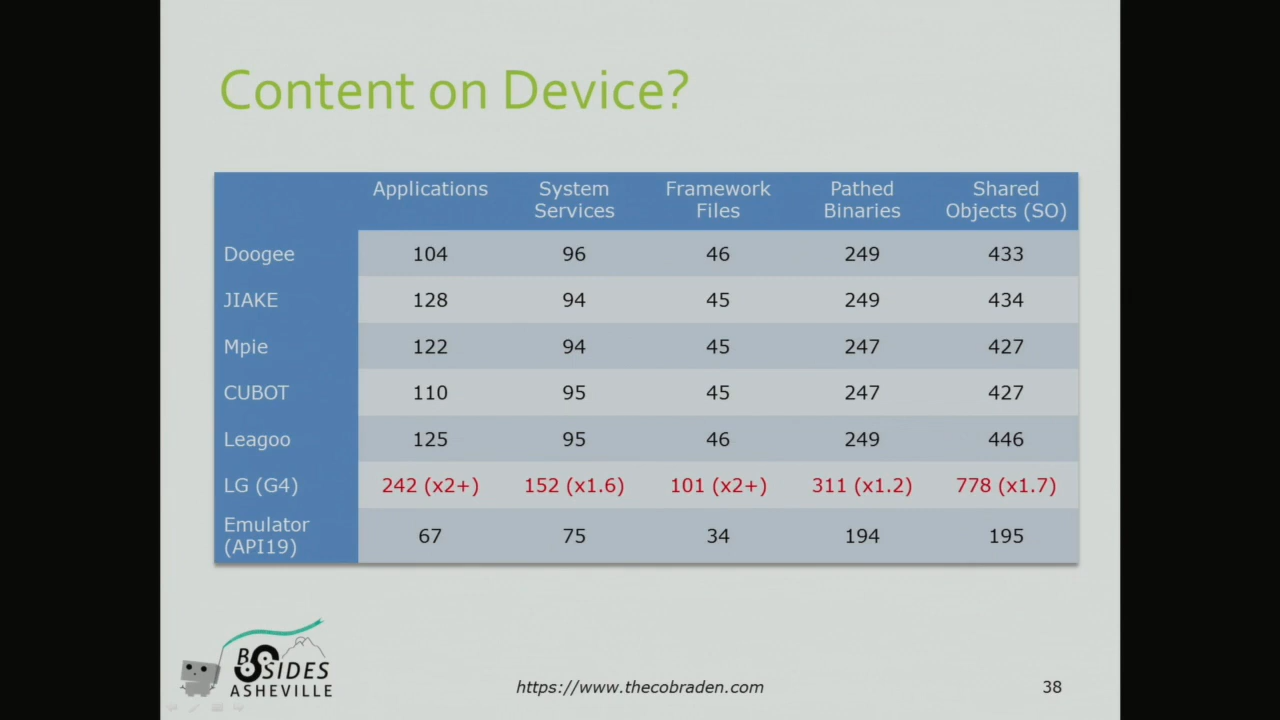 Content on Device?
Applications System Services Framework Files Pathed Binaries Shared Objects (SO)
Doogee 104 96 46 249 433
JIAKE 128 94 45 249 434
Mpie 122 94 45 247 427
CUBOT 110 95 45 247 427
Leagoo 125 95 46 249 446
LG (G4) 242 (x2+) 152 (x1.6) 101 (x2+) 311 (x1.2) 778 (x1.7)
Emulator (API19) 67 75 34 194 195
BSIDES
ASHEVILLE
https://www.thecobraden.com
38